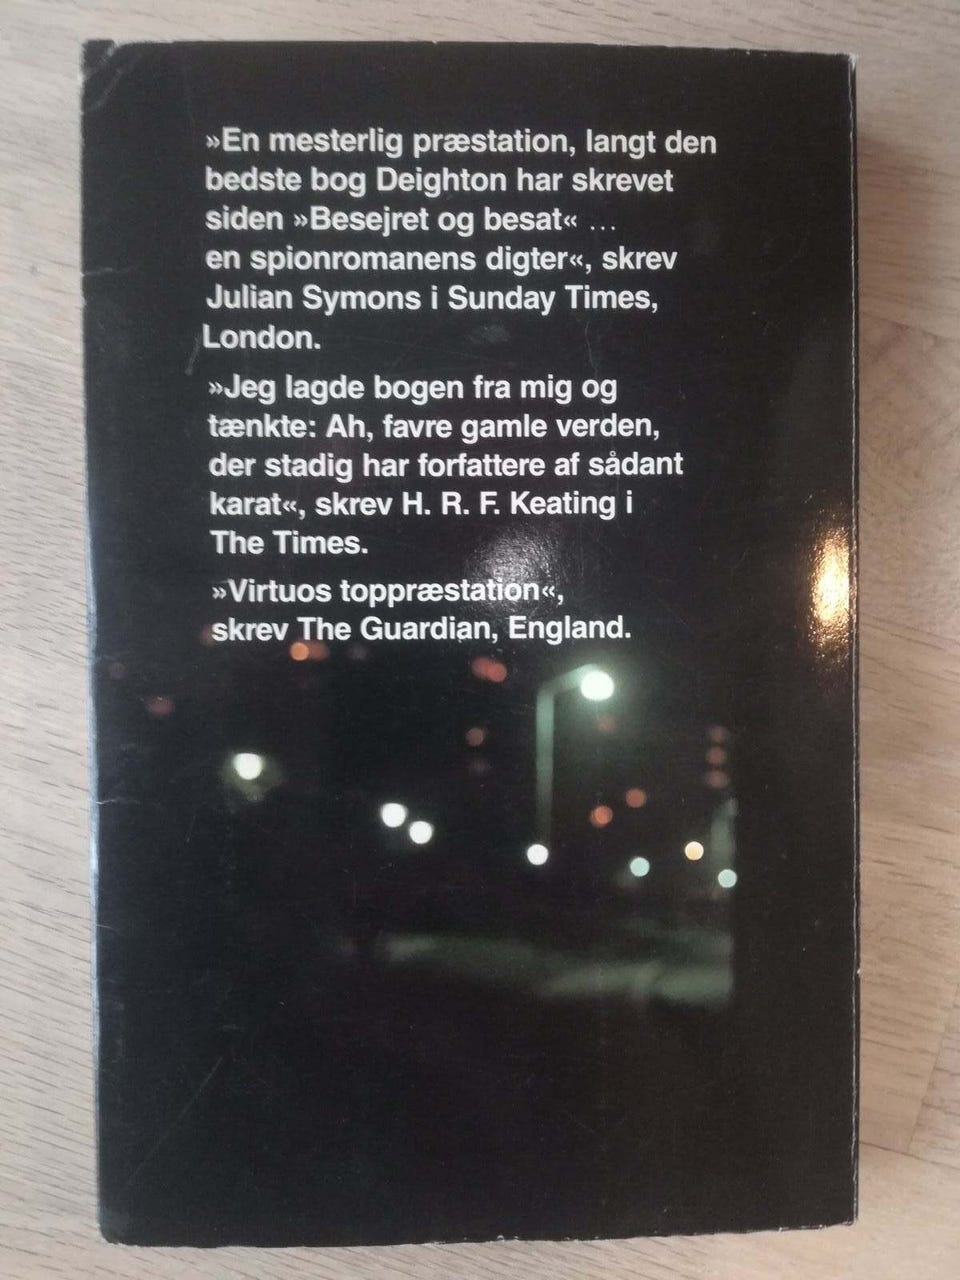 »En mesterlig præstation, langt den
bedste bog Deighton har skrevet
siden »Besejret og besat« ...
en spionromanens digter«, skrev
Julian Symons i Sunday Times,
London.
»Jeg lagde bogen fra mig og
tænkte: Ah, favre gamle verden,
der stadig har forfattere af sådant
karat«, skrev H. R. F. Keating i
The Times.
»Virtuos toppræstation«,
skrev The Guardian, England.